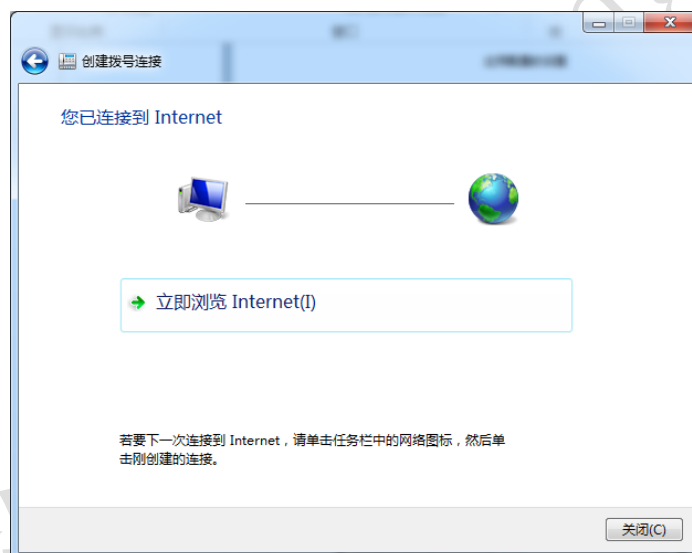 创建拨号连接
您已连接到 Internet
立即浏览 Internet(I)
若要下一次连接到 Internet，请单击任务栏中的网络图标，然后单
击刚创建的连接。
关闭(C)